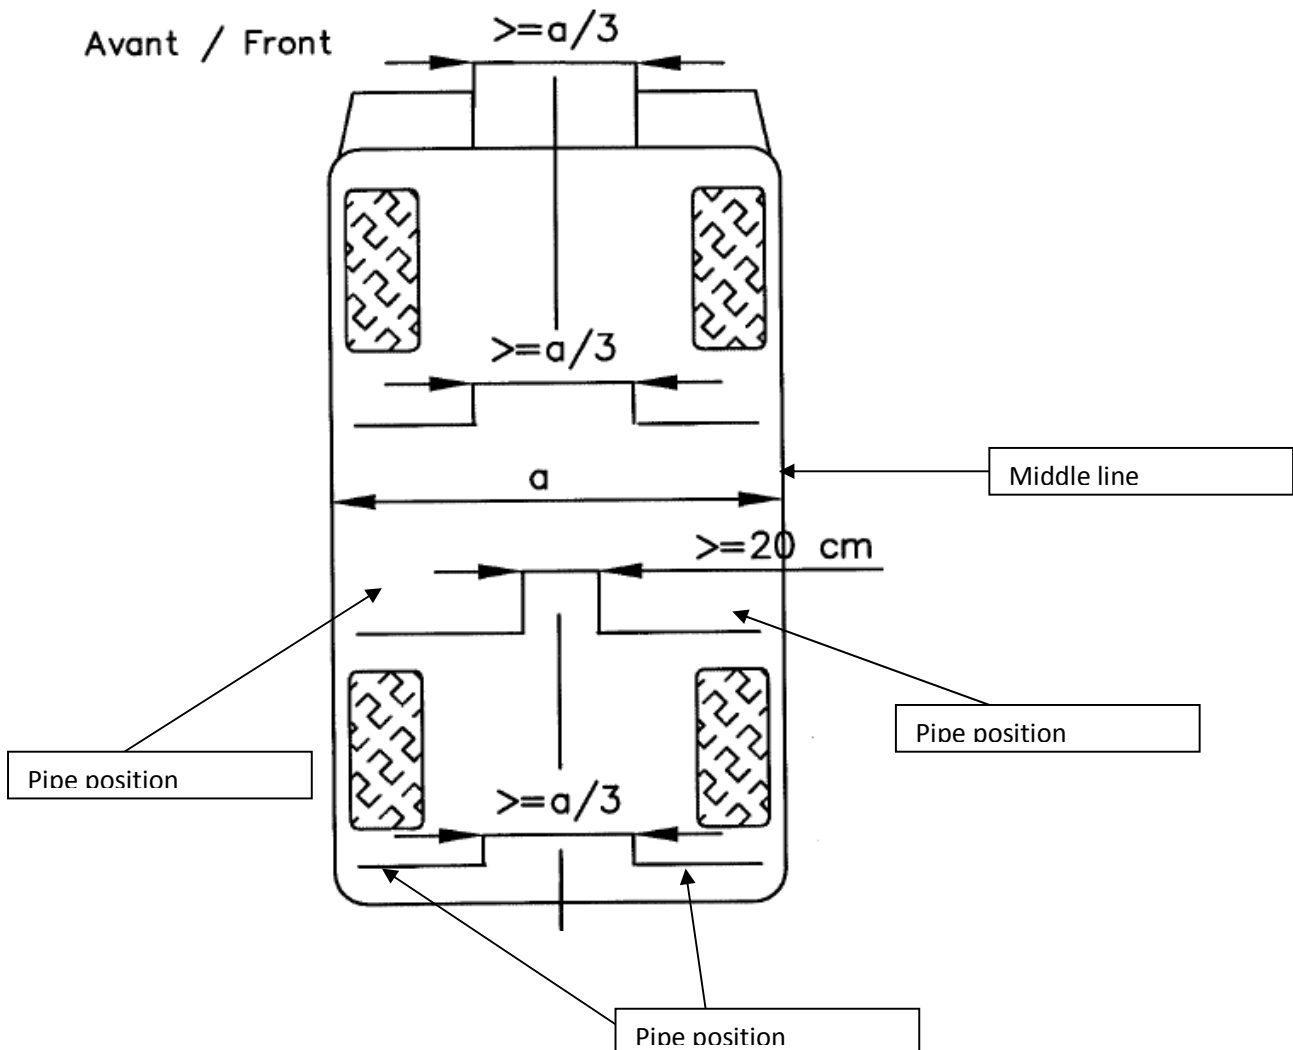 Avant / Front
>=a/3
>=a/3
a
Middle line
>=20 cm
Pipe position
Pipe position
>=a/3
Pipe position